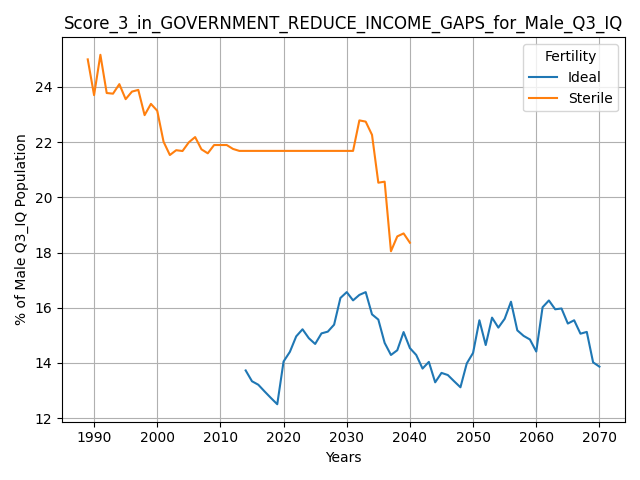 Score_3_in_GOVERNMENT_REDUCE_INCOME_GAPS_for_Male_Q3_IQ
Fertility
Ideal
Sterile
% of Male Q3_IQ Population
24
22
20
18
16
14
12
1990 2000 2010 2020 2030 2040 2050 2060 2070
Years